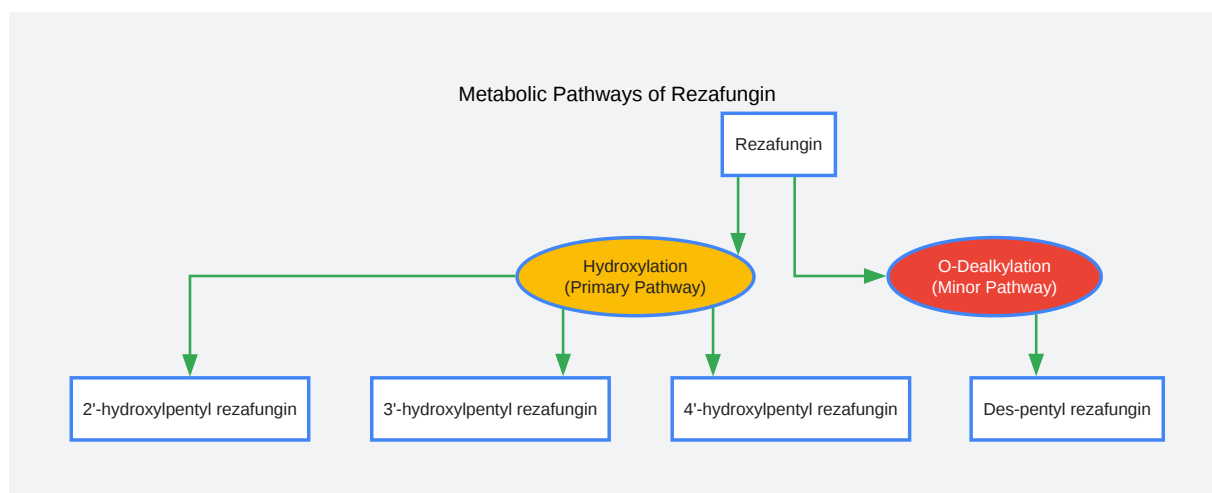 Metabolic Pathways of Rezafungin
Rezafungin
Hydroxylation
(Primary Pathway)
O-Dealkylation
(Minor Pathway)
2'-hydroxylpentyl rezafungin
3'-hydroxylpentyl rezafungin
4'-hydroxylpentyl rezafungin
Des-pentyl rezafungin